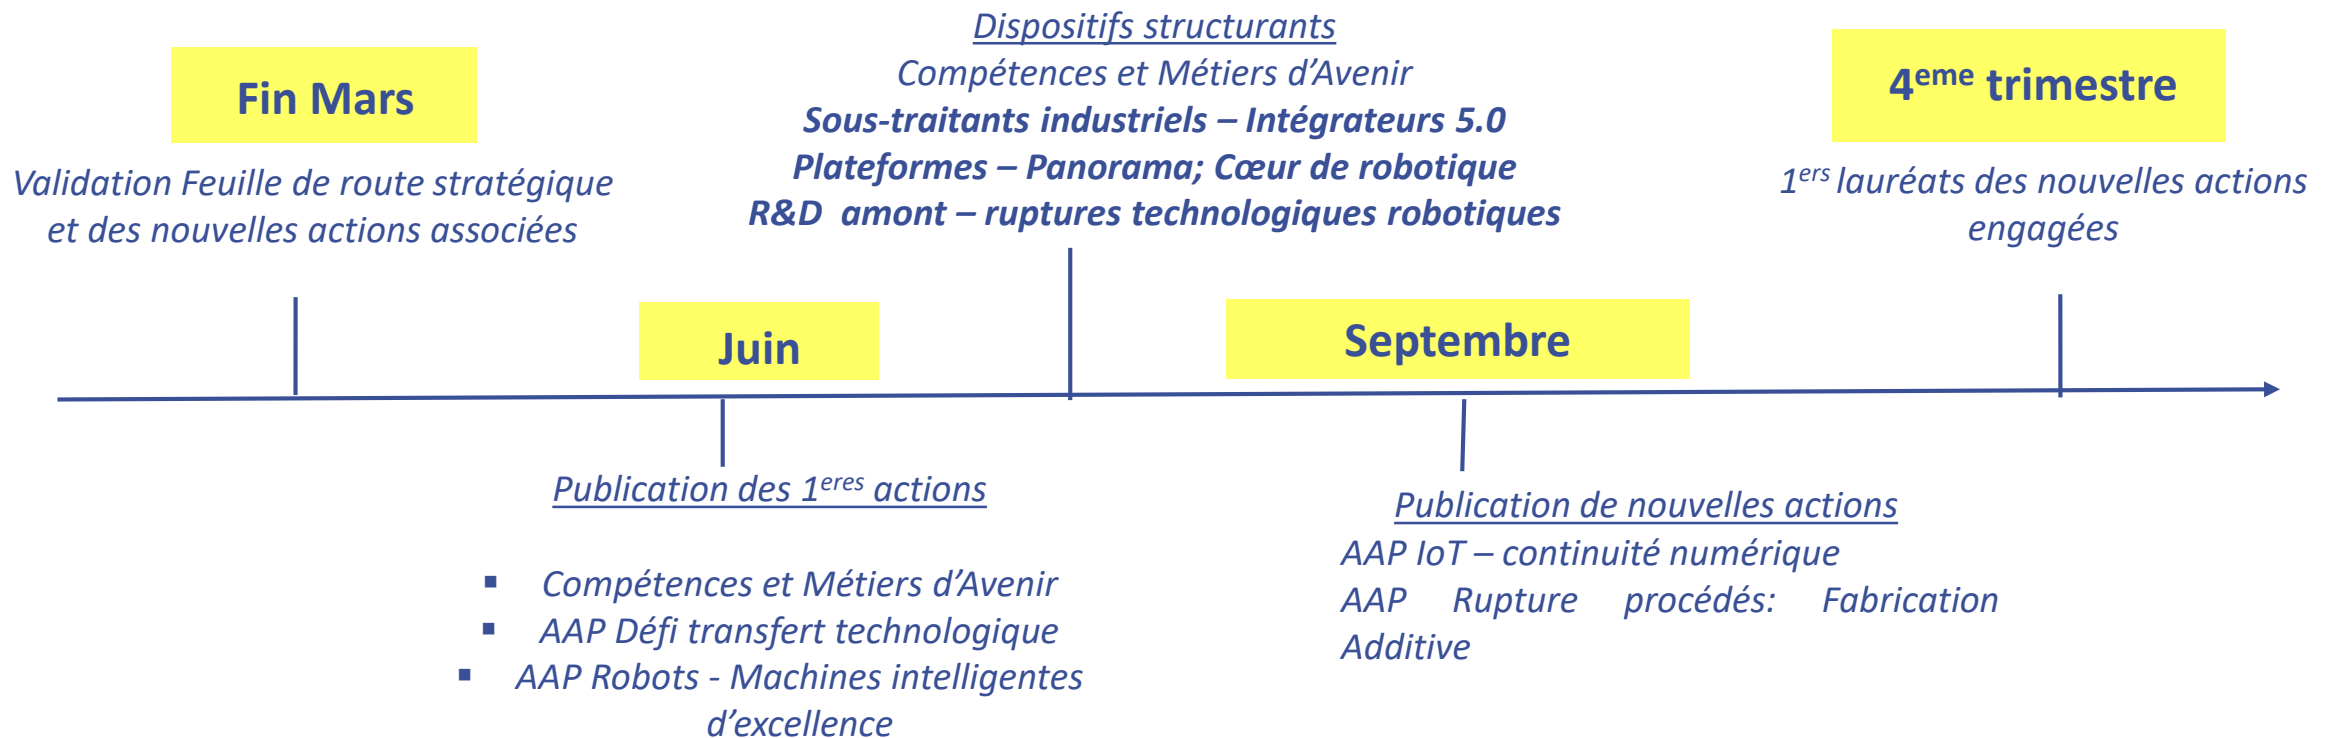 Fin Mars
Validation Feuille de route stratégique
et des nouvelles actions associées
Juin
Publication des 1eres actions
▪ Compétences et Métiers d’Avenir
▪ AAP Défi transfert technologique
▪ AAP Robots - Machines intelligentes
d’excellence
Dispositifs structurants
Compétences et Métiers d’Avenir
Sous-traitants industriels – Intégrateurs 5.0
Plateformes – Panorama; Cœur de robotique
R&D amont – ruptures technologiques robotiques
Septembre
Publication de nouvelles actions
AAP IoT – continuité numérique
AAP Rupture procédés: Fabrication
Additive
4eme trimestre
1ers lauréats des nouvelles actions
engagées